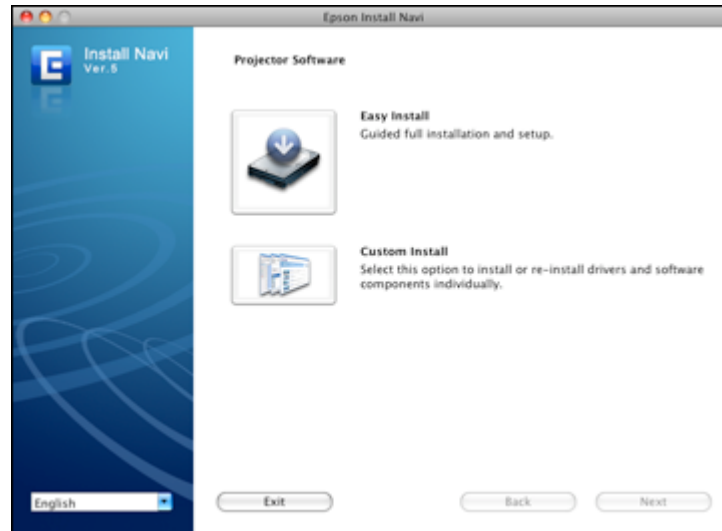 Epson Install Navi
Install Navi
Ver.5
Projector Software
Easy Install
Guided full installation and setup.
Custom Install
Select this option to install or re-install drivers and software
components individually.
English
Exit
Back
Next